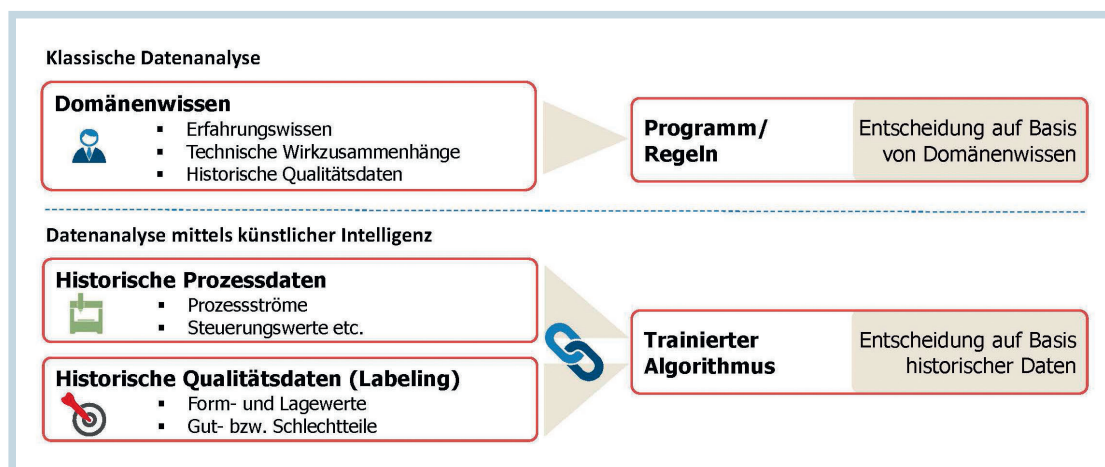 Klassische Datenanalyse
Domänenwissen
▪ Erfahrungswissen
▪ Technische Wirkzusammenhänge
▪ Historische Qualitätsdaten
Programm/
Regeln
Entscheidung auf Basis
von Domänenwissen
Datenanalyse mittels künstlicher Intelligenz
Historische Prozessdaten
▪ Prozessströme
▪ Steuerungswerte etc.
Historische Qualitätsdaten (Labeling)
▪ Form- und Lagewerte
▪ Gut- bzw. Schlechtteile
Trainierter
Algorithmus
Entscheidung auf Basis
historischer Daten